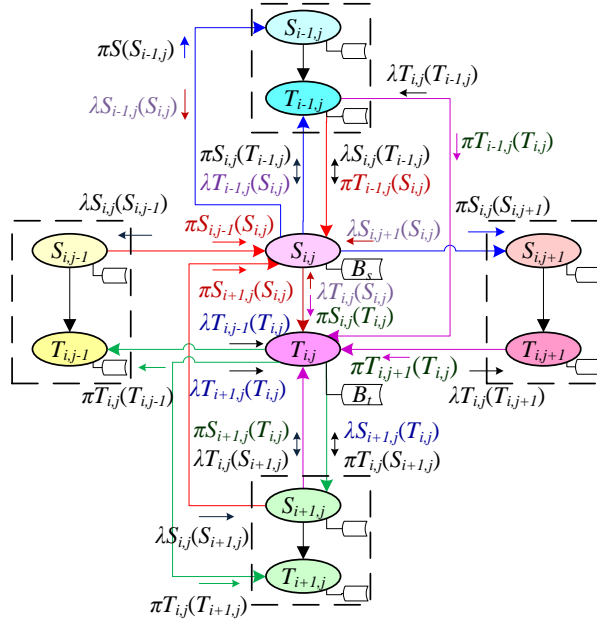 S_{i-1,j}
πS(S_{i-1,j})
λT_{i,j}(T_{i-1,j})
T_{i-1,j}
λS_{i-1,j}(S_{i,j})
πT_{i-1,j}(T_{i,j})
πS_{i,j}(T_{i-1,j}) λS_{i,j}(T_{i-1,j})
λT_{i-1,j}(S_{i,j}) πT_{i-1,j}(S_{i,j})
λS_{i,j}(S_{i,j-1}) πS_{i,j}(S_{i,j+1})
πS_{i,j-1}(S_{i,j}) λS_{i,j+1}(S_{i,j})
S_{i,j-1} S_{i,j} S_{i,j+1}
B_s
πS_{i+1,j}(S_{i,j}) λT_{i,j}(S_{i,j})
πS_{i,j}(T_{i,j})
λT_{i,j-1}(T_{i,j})
T_{i,j-1} T_{i,j} T_{i,j+1}
πT_{i,j+1}(T_{i,j})
πT_{i,j}(T_{i,j-1}) λT_{i+1,j}(T_{i,j}) B_t λT_{i,j}(T_{i,j+1})
πS_{i+1,j}(T_{i,j}) λS_{i+1,j}(T_{i,j})
λT_{i,j}(S_{i+1,j}) πT_{i,j}(S_{i+1,j})
S_{i+1,j}
λS_{i,j}(S_{i+1,j})
T_{i+1,j}
πT_{i,j}(T_{i+1,j})